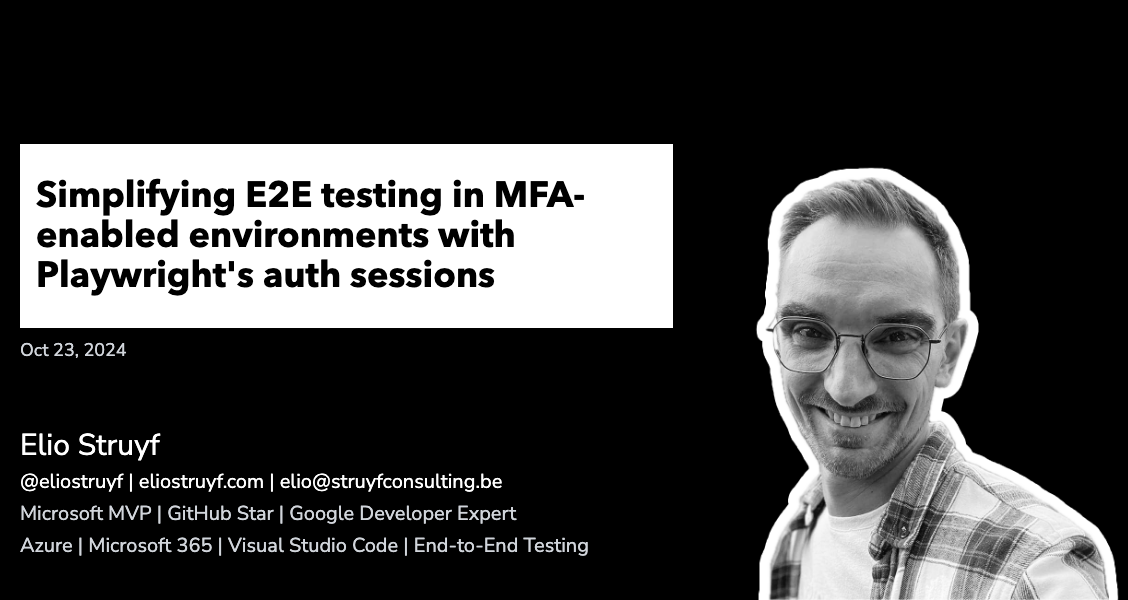 Simplifying E2E testing in MFA-
enabled environments with
Playwright's auth sessions
Oct 23, 2024
Elio Struyf
@eliostruyf | eliostruyf.com | elio@struyfconsulting.be
Microsoft MVP | GitHub Star | Google Developer Expert
Azure | Microsoft 365 | Visual Studio Code | End-to-End Testing